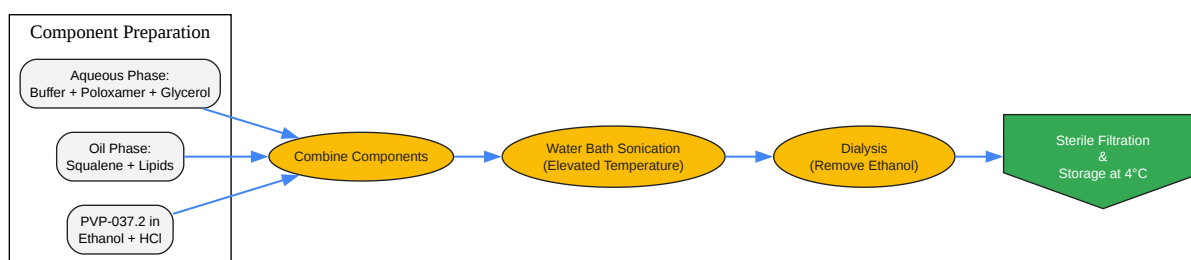 Component Preparation
Aqueous Phase:
Buffer + Poloxamer + Glycerol
Oil Phase:
Squalene + Lipids
PVP-037.2 in
Ethanol + HCl
Combine Components
Water Bath Sonication
(Elevated Temperature)
Dialysis
(Remove Ethanol)
Sterile Filtration
&
Storage at 4°C